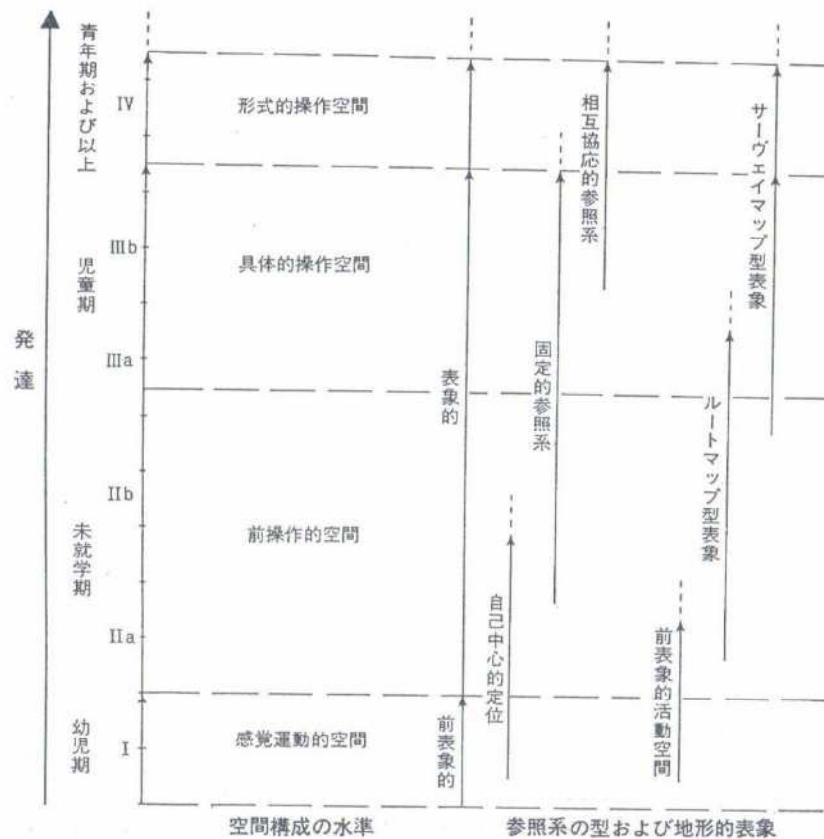 発達
青年期および以上
児童期
未就学期
幼児期
IV
IIIb
IIIa
IIb
IIa
I
形式的操作空間
具体的操作空間
前操作的空間
感覚運動的空間
表象的
前表象的
自己中心的定位
固定的参照系
相互協応的参照系
前表象的活動空間
ルートマップ型表象
サーヴェイマップ型表象
空間構成の水準
参照系の型および地形的表象